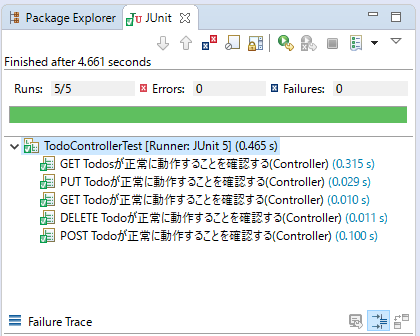 Package Explorer JUnit
Finished after 4.661 seconds
Runs: 5/5 Errors: 0 Failures: 0
TodoControllerTest [Runner: JUnit 5] (0.465 s)
GET Todosが正常に動作することを確認する(Controller) (0.315 s)
PUT Todoが正常に動作することを確認する(Controller) (0.029 s)
GET Todoが正常に動作することを確認する(Controller) (0.010 s)
DELETE Todoが正常に動作することを確認する(Controller) (0.011 s)
POST Todoが正常に動作することを確認する(Controller) (0.100 s)
Failure Trace